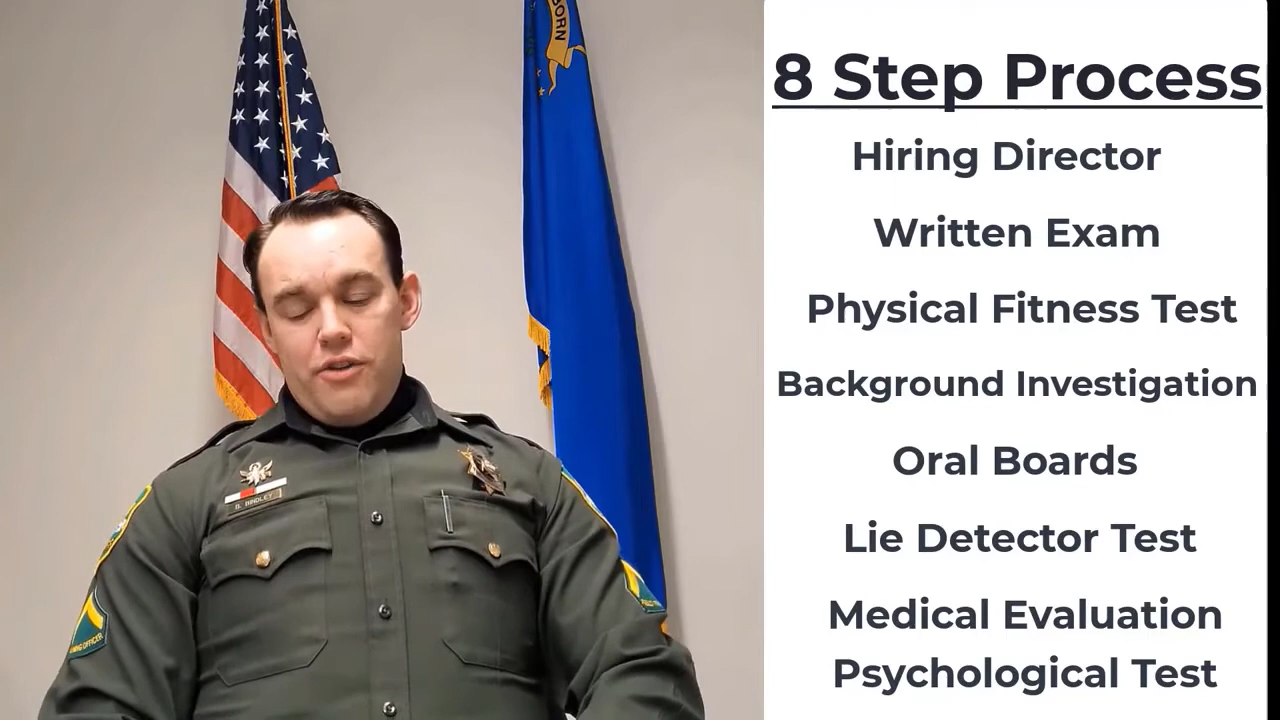 BORN
8 Step Process
Hiring Director
Written Exam
Physical Fitness Test
Background Investigation
Oral Boards
Lie Detector Test
Medical Evaluation
Psychological Test